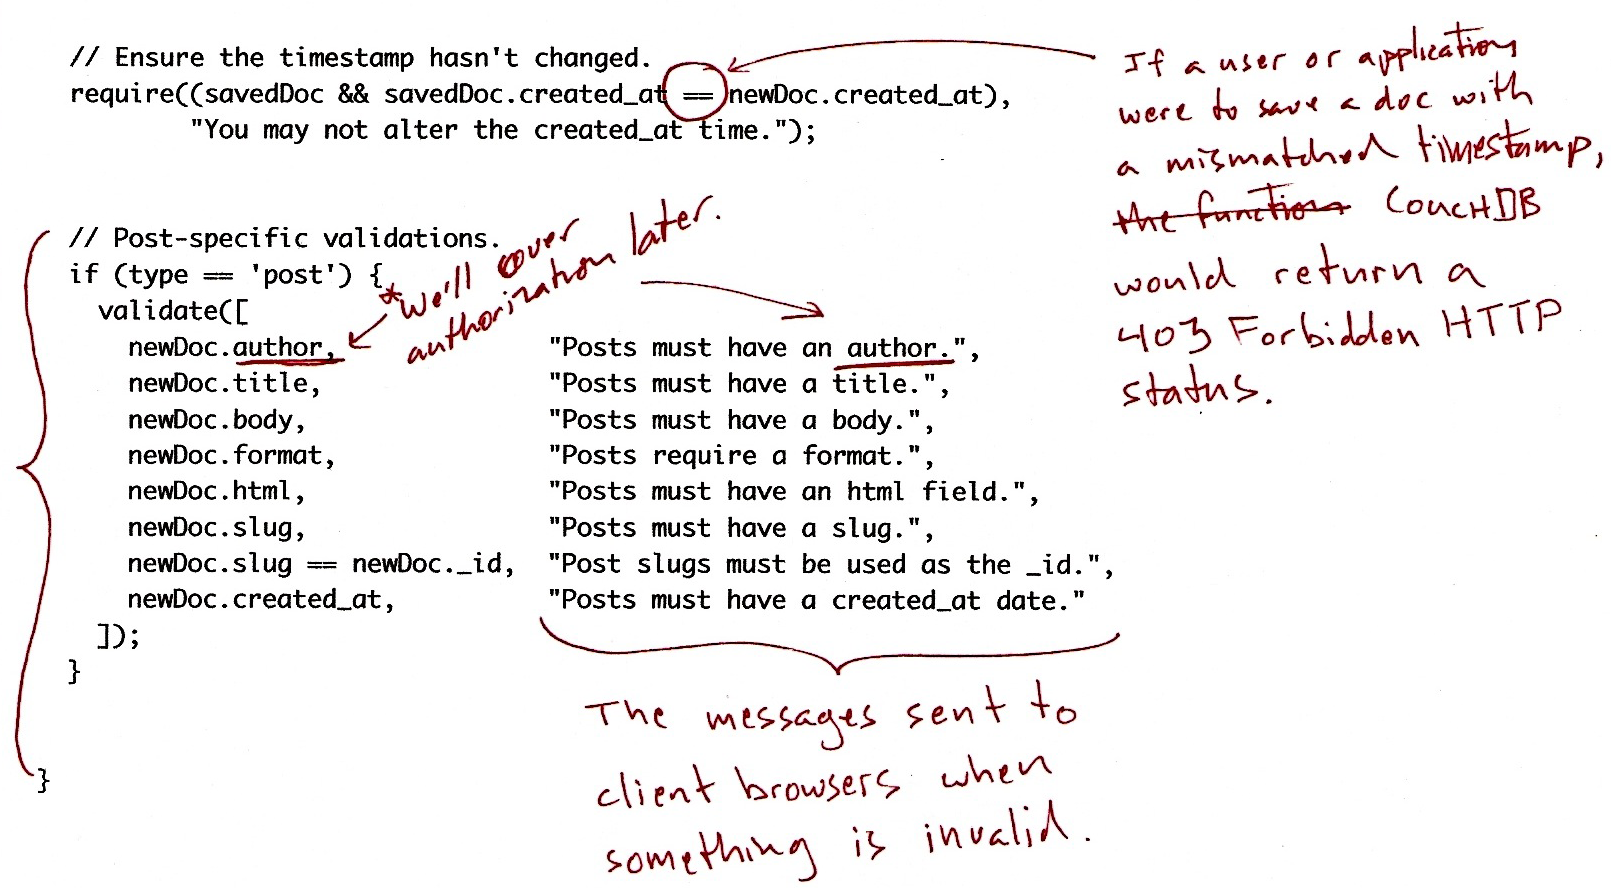 // Ensure the timestamp hasn't changed.
require((savedDoc && savedDoc.created_at == newDoc.created_at),
"You may not alter the created_at time.");
If a user or application
were to save a doc with
a mismatched timestamp,
the function CouchDB
would return a
403 Forbidden HTTP
status.
// Post-specific validations.
if (type == 'post') {
*We'll cover
authorization later.
validate([
newDoc.author, "Posts must have an author.",
newDoc.title, "Posts must have a title.",
newDoc.body, "Posts must have a body.",
newDoc.format, "Posts require a format.",
newDoc.html, "Posts must have an html field.",
newDoc.slug, "Posts must have a slug.",
newDoc.slug == newDoc._id, "Post slugs must be used as the _id.",
newDoc.created_at, "Posts must have a created_at date."
]);
}
}
The messages sent to
client browsers when
something is invalid.